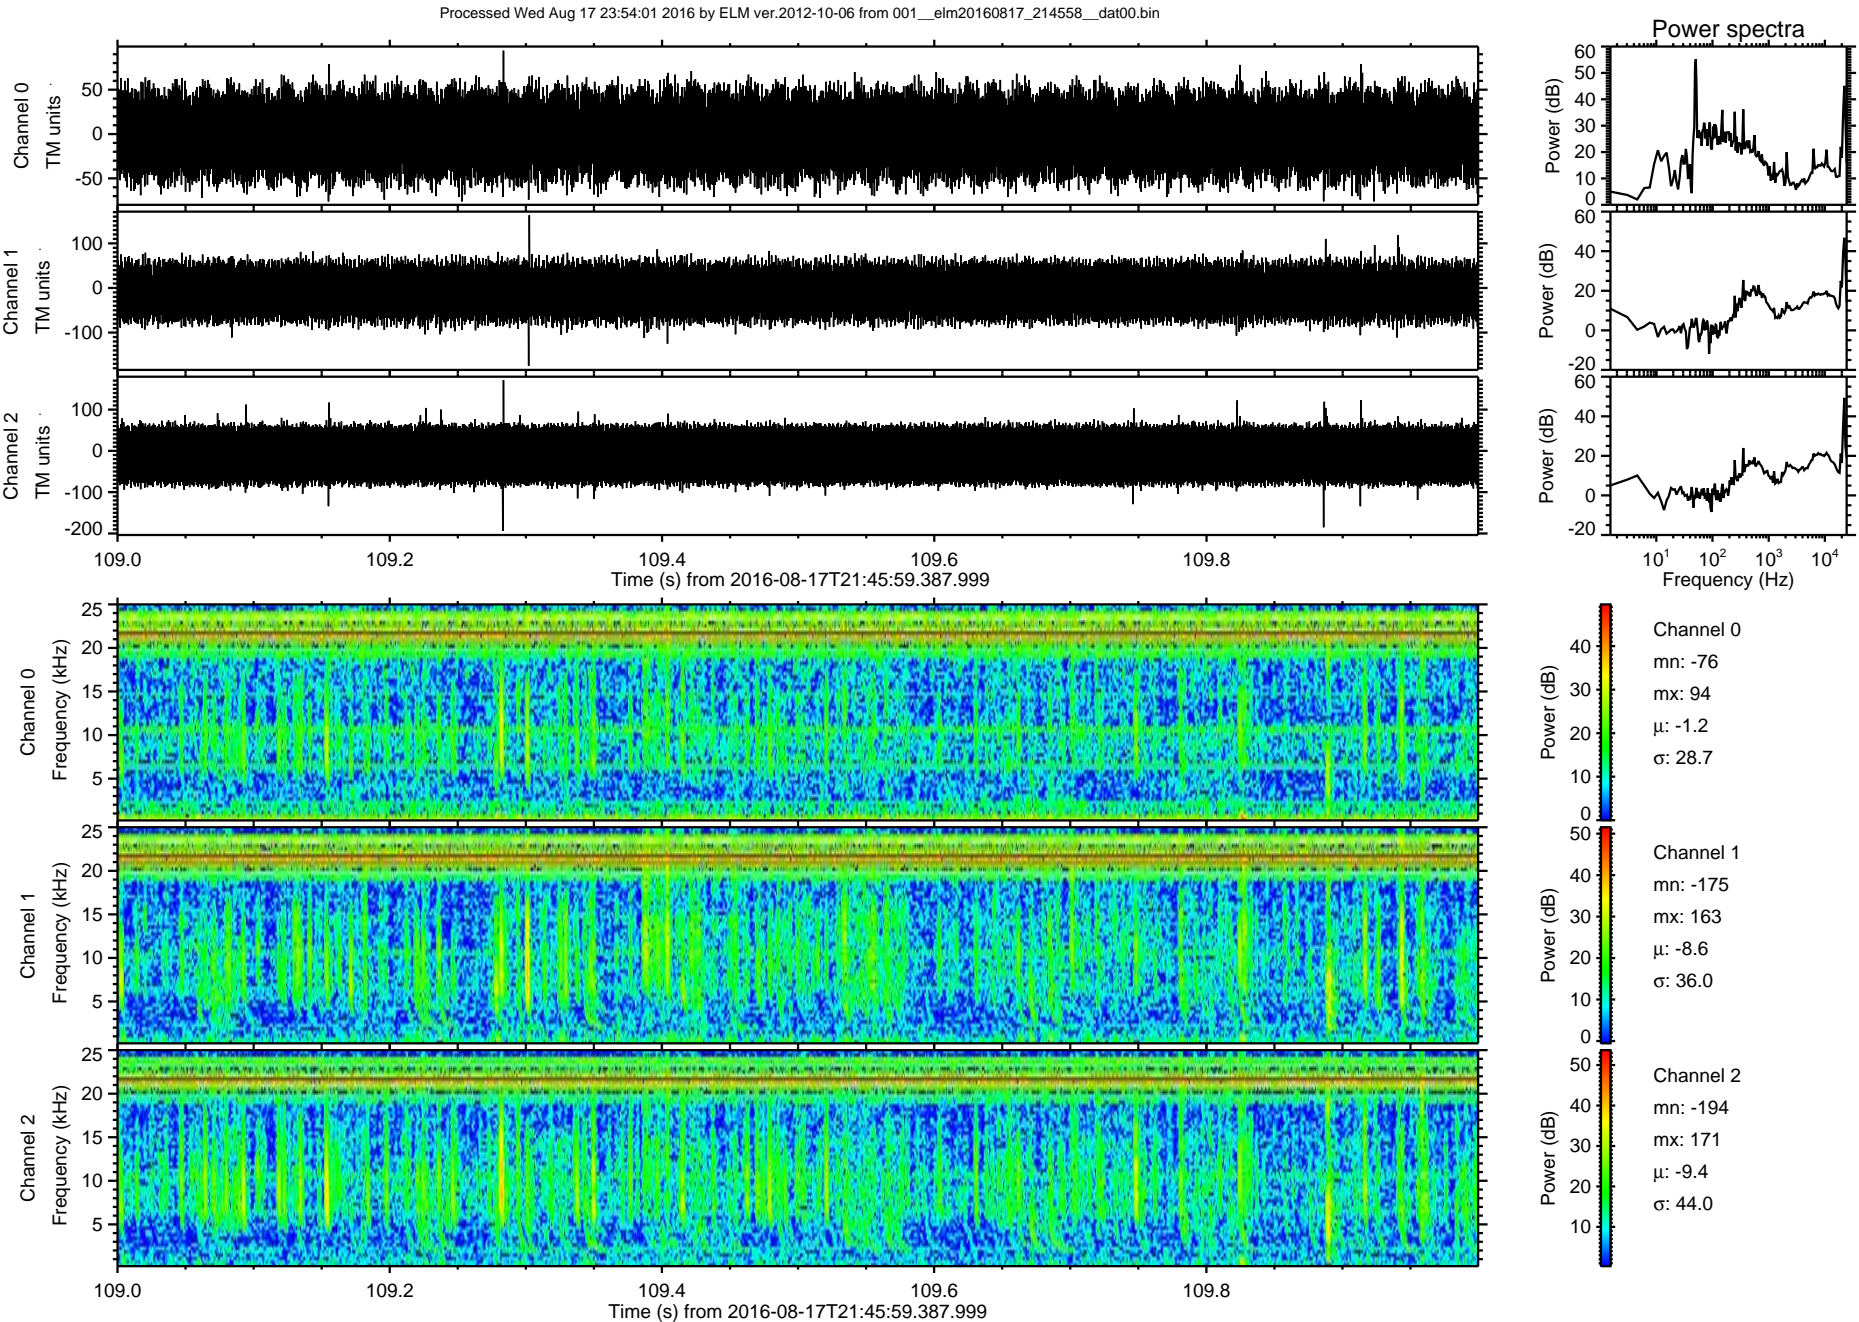 Processed Wed Aug 17 23:54:01 2016 by ELM ver.2012-10-06 from 001__elm20160817_214558__dat00.bin
Power spectra
Channel 0
TM units
50
0
-50
Power (dB)
60
50
40
30
20
10
0
Channel 1
TM units
100
0
-100
Power (dB)
60
40
20
0
-20
Channel 2
TM units
100
0
-100
-200
Power (dB)
60
40
20
0
-20
109.0 109.2 109.4 109.6 109.8
Time (s) from 2016-08-17T21:45:59.387.999
10^1 10^2 10^3 10^4
Frequency (Hz)
Channel 0
Frequency (kHz)
25
20
15
10
5
Power (dB)
40
30
20
10
0
Channel 0
mn: -76
mx: 94
μ: -1.2
σ: 28.7
Channel 1
Frequency (kHz)
25
20
15
10
5
Power (dB)
50
40
30
20
10
0
Channel 1
mn: -175
mx: 163
μ: -8.6
σ: 36.0
Channel 2
Frequency (kHz)
25
20
15
10
5
Power (dB)
50
40
30
20
10
Channel 2
mn: -194
mx: 171
μ: -9.4
σ: 44.0
109.0 109.2 109.4 109.6 109.8
Time (s) from 2016-08-17T21:45:59.387.999